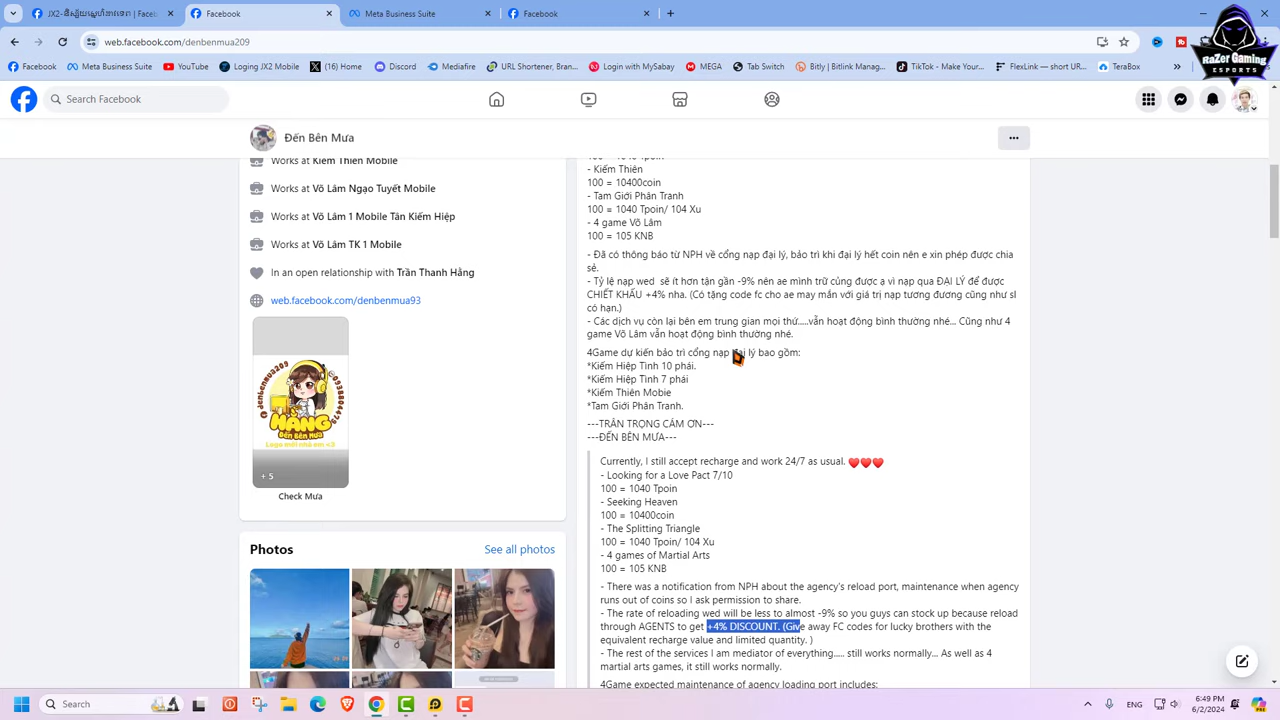 Facebook
Meta Business Suite
Facebook
web.facebook.com/denbenmua209
Facebook
Meta Business Suite
YouTube
Loging JX2 Mobile
(16) Home
Discord
Mediafire
URL Shortener, Bran...
Login with MySabay
MEGA
Tab Switch
Bitly | Bitlink Manag...
TikTok - Make Your...
FlexLink — short UR...
TeraBox
RaZer Gaming
ESPORTS
Search Facebook
Đến Bên Mưa
Works at Kiếm Thiên Mobile
Works at Võ Lâm Ngạo Tuyết Mobile
Works at Võ Lâm 1 Mobile Tân Kiếm Hiệp
Works at Võ Lâm TK 1 Mobile
In an open relationship with Trần Thanh Hằng
web.facebook.com/denbenmua93
denbenmua209
HẰNG
Đến Bên Mưa
+ 5
Check Mưa
Photos
See all photos
100 = 1040 Tpoin
- Kiếm Thiên
100 = 10400coin
- Tam Giới Phân Tranh
100 = 1040 Tpoin/ 104 Xu
- 4 game Võ Lâm
100 = 105 KNB
- Đã có thông báo từ NPH về cổng nạp đại lý, bảo trì khi đại lý hết coin nên e xin phép được chia
sẻ.
- Tỷ lệ nạp wed sẽ ít hơn tận gần -9% nên ae mình trữ củng được ạ vì nạp qua ĐẠI LÝ để được
CHIẾT KHẤU +4% nha. (Có tặng code fc cho ae may mắn với giá trị nạp tương đương cũng như sl
có hạn.)
- Các dịch vụ còn lại bên em trung gian mọi thứ.....vẫn hoạt động bình thường nhé... Cũng như 4
game Võ Lâm vẫn hoạt động bình thường nhé.
4Game dự kiến bảo trì cổng nạp đại lý bao gồm:
*Kiếm Hiệp Tình 10 phái.
*Kiếm Hiệp Tình 7 phái
*Kiếm Thiên Mobie
*Tam Giới Phân Tranh.
---TRÂN TRỌNG CẢM ƠN---
---ĐẾN BÊN MƯA---
Currently, I still accept recharge and work 24/7 as usual.
- Looking for a Love Pact 7/10
100 = 1040 Tpoin
- Seeking Heaven
100 = 10400coin
- The Splitting Triangle
100 = 1040 Tpoin/ 104 Xu
- 4 games of Martial Arts
100 = 105 KNB
- There was a notification from NPH about the agency's reload port, maintenance when agency
runs out of coins so I ask permission to share.
- The rate of reloading wed will be less to almost -9% so you guys can stock up because reload
through AGENTS to get +4% DISCOUNT. (Give away FC codes for lucky brothers with the
equivalent recharge value and limited quantity. )
- The rest of the services I am mediator of everything..... still works normally... As well as 4
martial arts games, it still works normally.
4Game expected maintenance of agency loading port includes:
Search
ENG
6:49 PM
6/2/2024